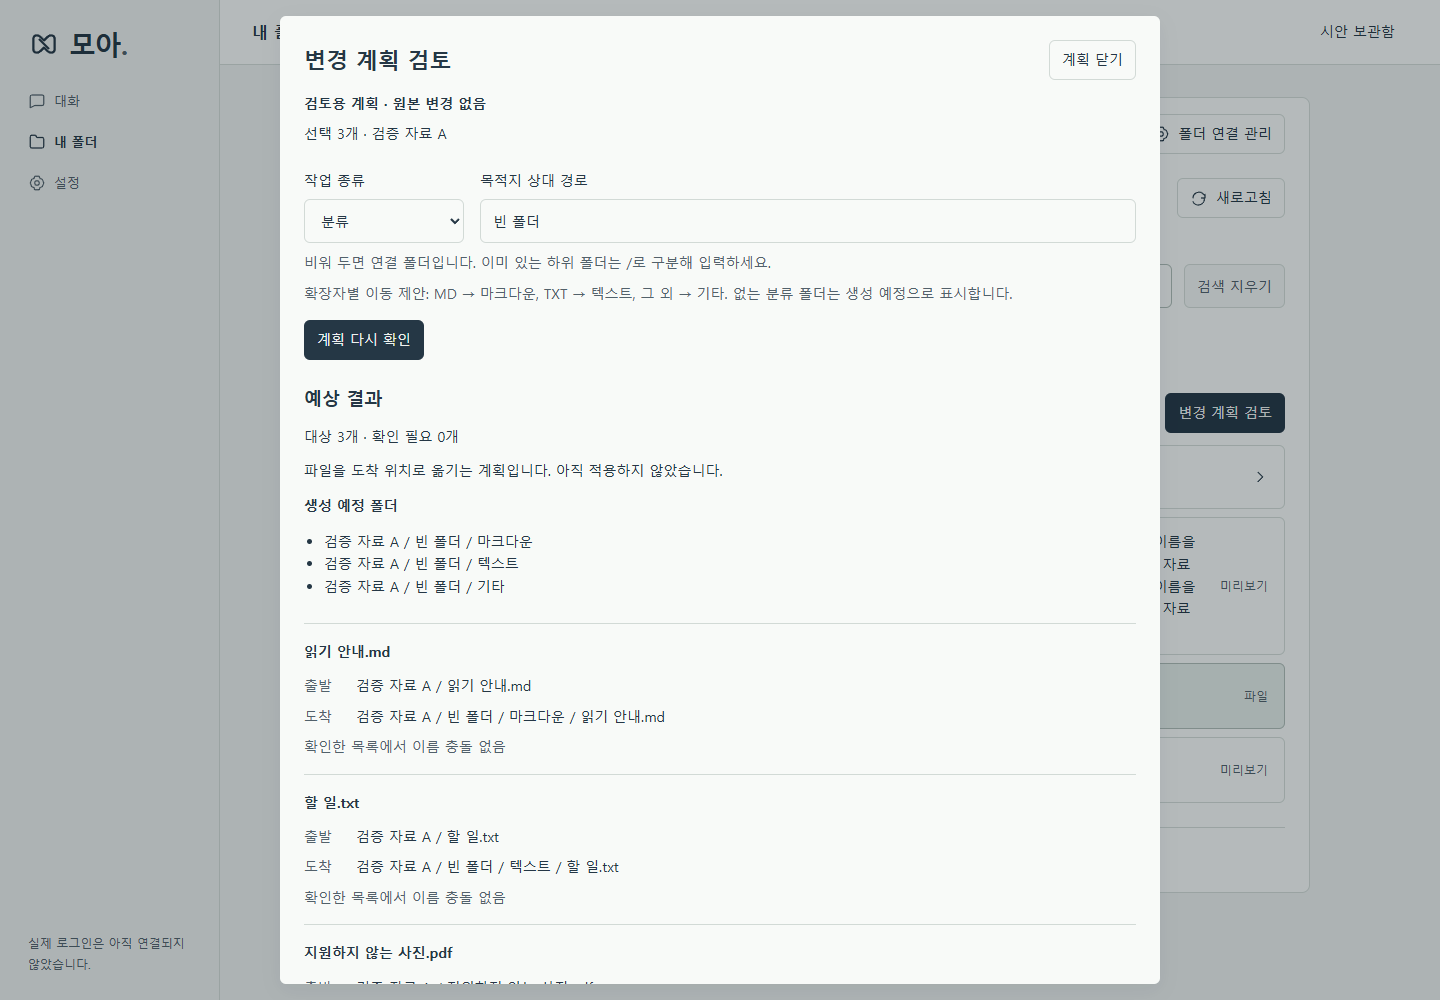 모아.
대화
내 폴더
설정
실제 로그인은 아직 연결되지
않았습니다.
내
시안 보관함
폴더 연결 관리
새로고침
검색 지우기
변경 계획 검토
이름을
자료
이름을
자료
미리보기
파일
미리보기
변경 계획 검토
계획 닫기
검토용 계획 · 원본 변경 없음
선택 3개 · 검증 자료 A
작업 종류
목적지 상대 경로
분류
빈 폴더
비워 두면 연결 폴더입니다. 이미 있는 하위 폴더는 /로 구분해 입력하세요.
확장자별 이동 제안: MD → 마크다운, TXT → 텍스트, 그 외 → 기타. 없는 분류 폴더는 생성 예정으로 표시합니다.
계획 다시 확인
예상 결과
대상 3개 · 확인 필요 0개
파일을 도착 위치로 옮기는 계획입니다. 아직 적용하지 않았습니다.
생성 예정 폴더
• 검증 자료 A / 빈 폴더 / 마크다운
• 검증 자료 A / 빈 폴더 / 텍스트
• 검증 자료 A / 빈 폴더 / 기타
읽기 안내.md
출발 검증 자료 A / 읽기 안내.md
도착 검증 자료 A / 빈 폴더 / 마크다운 / 읽기 안내.md
확인한 목록에서 이름 충돌 없음
할 일.txt
출발 검증 자료 A / 할 일.txt
도착 검증 자료 A / 빈 폴더 / 텍스트 / 할 일.txt
확인한 목록에서 이름 충돌 없음
지원하지 않는 사진.pdf